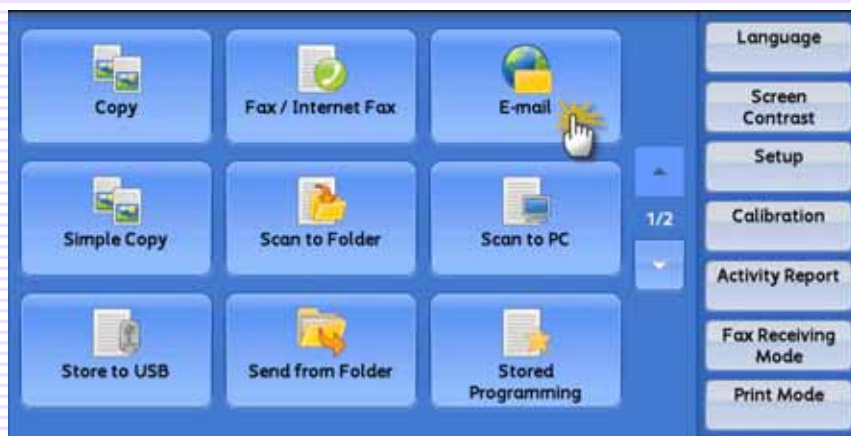 Copy
Fax / Internet Fax
E-mail
Simple Copy
Scan to Folder
Scan to PC
1/2
Store to USB
Send from Folder
Stored
Programming
Language
Screen
Contrast
Setup
Calibration
Activity Report
Fax Receiving
Mode
Print Mode